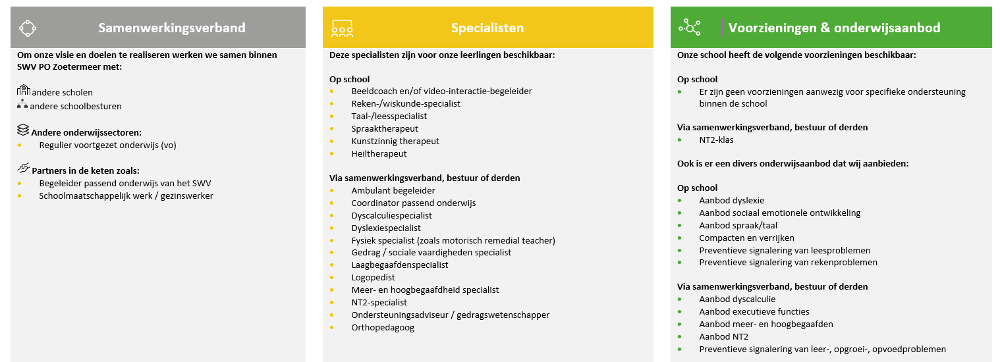 Samenwerkingsverband
Om onze visie en doelen te realiseren werken we samen binnen
SWV PO Zoetermeer met:
andere scholen
andere schoolbesturen
Andere onderwijssectoren:
• Regulier voortgezet onderwijs (vo)
Partners in de keten zoals:
• Begeleider passend onderwijs van het SWV
• Schoolmaatschappelijk werk / gezinswerker
Specialisten
Deze specialisten zijn voor onze leerlingen beschikbaar:
Op school
• Beeldcoach en/of video-interactie-begeleider
• Reken-/wiskunde-specialist
• Taal-/leesspecialist
• Spraaktherapeut
• Kunstzinnig therapeut
• Heiltherapeut
Via samenwerkingsverband, bestuur of derden
• Ambulant begeleider
• Coordinator passend onderwijs
• Dyscalculiespecialist
• Dyslexiespecialist
• Fysiek specialist (zoals motorisch remedial teacher)
• Gedrag / sociale vaardigheden specialist
• Laagbegaafdenspecialist
• Logopedist
• Meer- en hoogbegaafdheid specialist
• NT2-specialist
• Ondersteuningsadviseur / gedragswetenschapper
• Orthopedagoog
Voorzieningen & onderwijsaanbod
Onze school heeft de volgende voorzieningen beschikbaar:
Op school
• Er zijn geen voorzieningen aanwezig voor specifieke ondersteuning
binnen de school
Via samenwerkingsverband, bestuur of derden
• NT2-klas
Ook is er een divers onderwijsaanbod dat wij aanbieden:
Op school
• Aanbod dyslexie
• Aanbod sociaal emotionele ontwikkeling
• Aanbod spraak/taal
• Compacten en verrijken
• Preventieve signalering van leesproblemen
• Preventieve signalering van rekenproblemen
Via samenwerkingsverband, bestuur of derden
• Aanbod dyscalculie
• Aanbod executieve functies
• Aanbod meer- en hoogbegaafden
• Aanbod NT2
• Preventieve signalering van leer-, opgroei-, opvoedproblemen